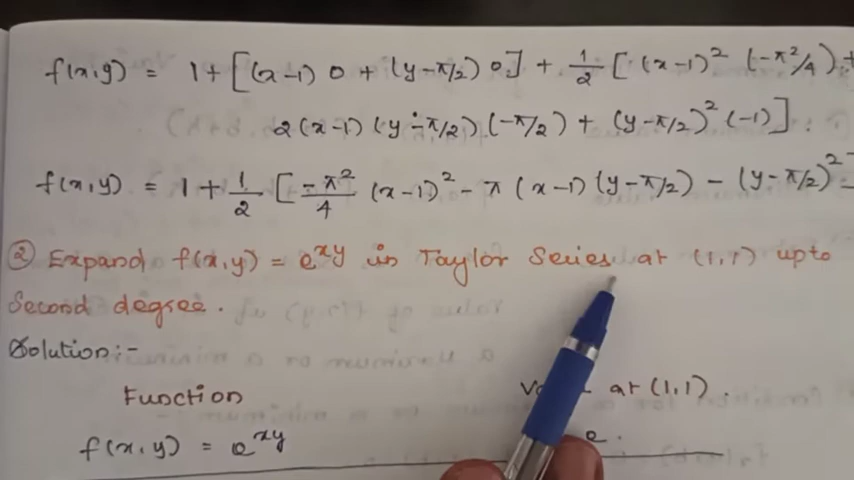 f(x,y) = 1+[(x-1) 0 + (y-π/2) 0] + 1/2 [(x-1)² (-π²/4) +
2(x-1)(y-π/2)(-π/2) + (y-π/2)² (-1)].
f(x,y) = 1+1/2 [-π²/4 (x-1)² - π (x-1)(y-π/2) - (y-π/2)²
② Expand f(x,y) = e^xy in Taylor Series at (1,1) upto
Second degree.
Solution:-
Function at (1,1).
f(x,y) = e^xy e.